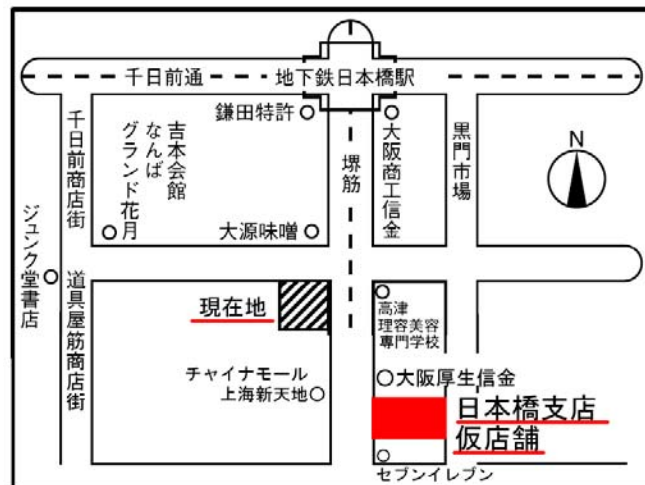 千日前通
地下鉄日本橋駅
鎌田特許
千日前商店街
吉本会館
なんば
グランド花月
堺筋
大阪商工信金
黒門市場
N
大源味噌
ジュンク堂書店
道具屋筋商店街
現在地
高津
理容美容
専門学校
チャイナモール
上海新天地
大阪厚生信金
日本橋支店
仮店舗
セブンイレブン